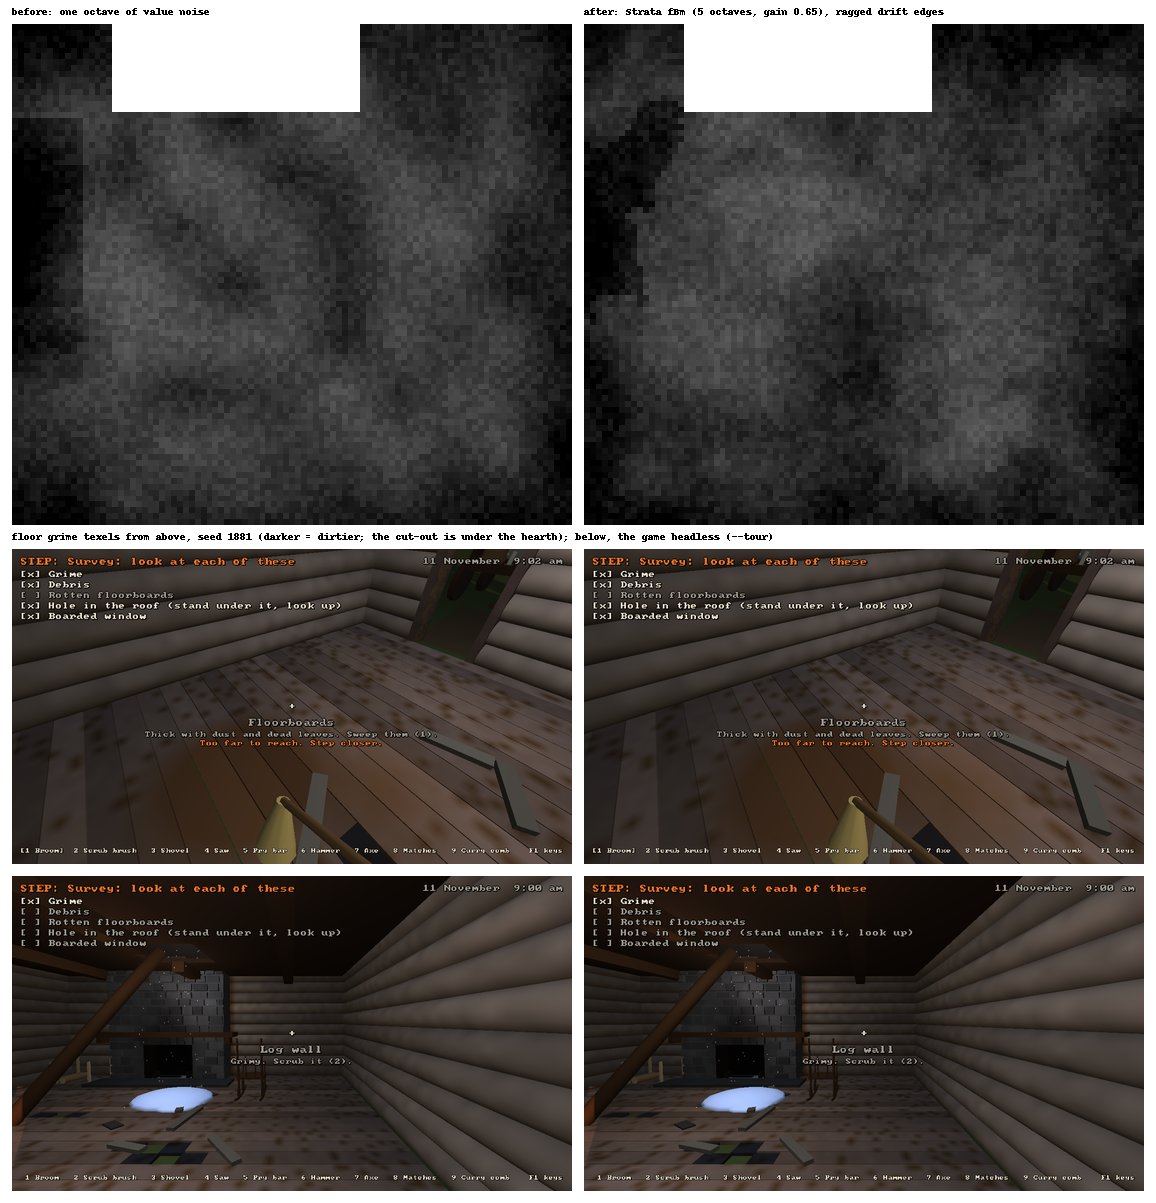 before: one octave of value noise
after: Strata fBm (5 octaves, gain 0.65), ragged drift edges
floor grime texels from above, seed 1881 (darker = dirtier; the cut-out is under the hearth); below, the game headless (--tour)
STEP: Survey: look at each of these
11 November 9:02 am
[x] Grime
[x] Debris
[ ] Rotten floorboards
[x] Hole in the roof (stand under it, look up)
[x] Boarded window
Floorboards
Thick with dust and dead leaves. Sweep them (1).
Too far to reach. Step closer.
[1 Broom] 2 Scrub brush 3 Shovel 4 Saw 5 Pry bar 6 Hammer 7 Axe 8 Matches 9 Curry comb F1 keys
STEP: Survey: look at each of these
11 November 9:02 am
[x] Grime
[x] Debris
[ ] Rotten floorboards
[x] Hole in the roof (stand under it, look up)
[x] Boarded window
Floorboards
Thick with dust and dead leaves. Sweep them (1).
Too far to reach. Step closer.
[1 Broom] 2 Scrub brush 3 Shovel 4 Saw 5 Pry bar 6 Hammer 7 Axe 8 Matches 9 Curry comb F1 keys
STEP: Survey: look at each of these
11 November 9:00 am
[x] Grime
[ ] Debris
[ ] Rotten floorboards
[ ] Hole in the roof (stand under it, look up)
[ ] Boarded window
Log wall
Grimy. Scrub it (2).
1 Broom 2 Scrub brush 3 Shovel 4 Saw 5 Pry bar 6 Hammer 7 Axe 8 Matches 9 Curry comb F1 keys
STEP: Survey: look at each of these
11 November 9:00 am
[x] Grime
[ ] Debris
[ ] Rotten floorboards
[ ] Hole in the roof (stand under it, look up)
[ ] Boarded window
Log wall
Grimy. Scrub it (2).
1 Broom 2 Scrub brush 3 Shovel 4 Saw 5 Pry bar 6 Hammer 7 Axe 8 Matches 9 Curry comb F1 keys